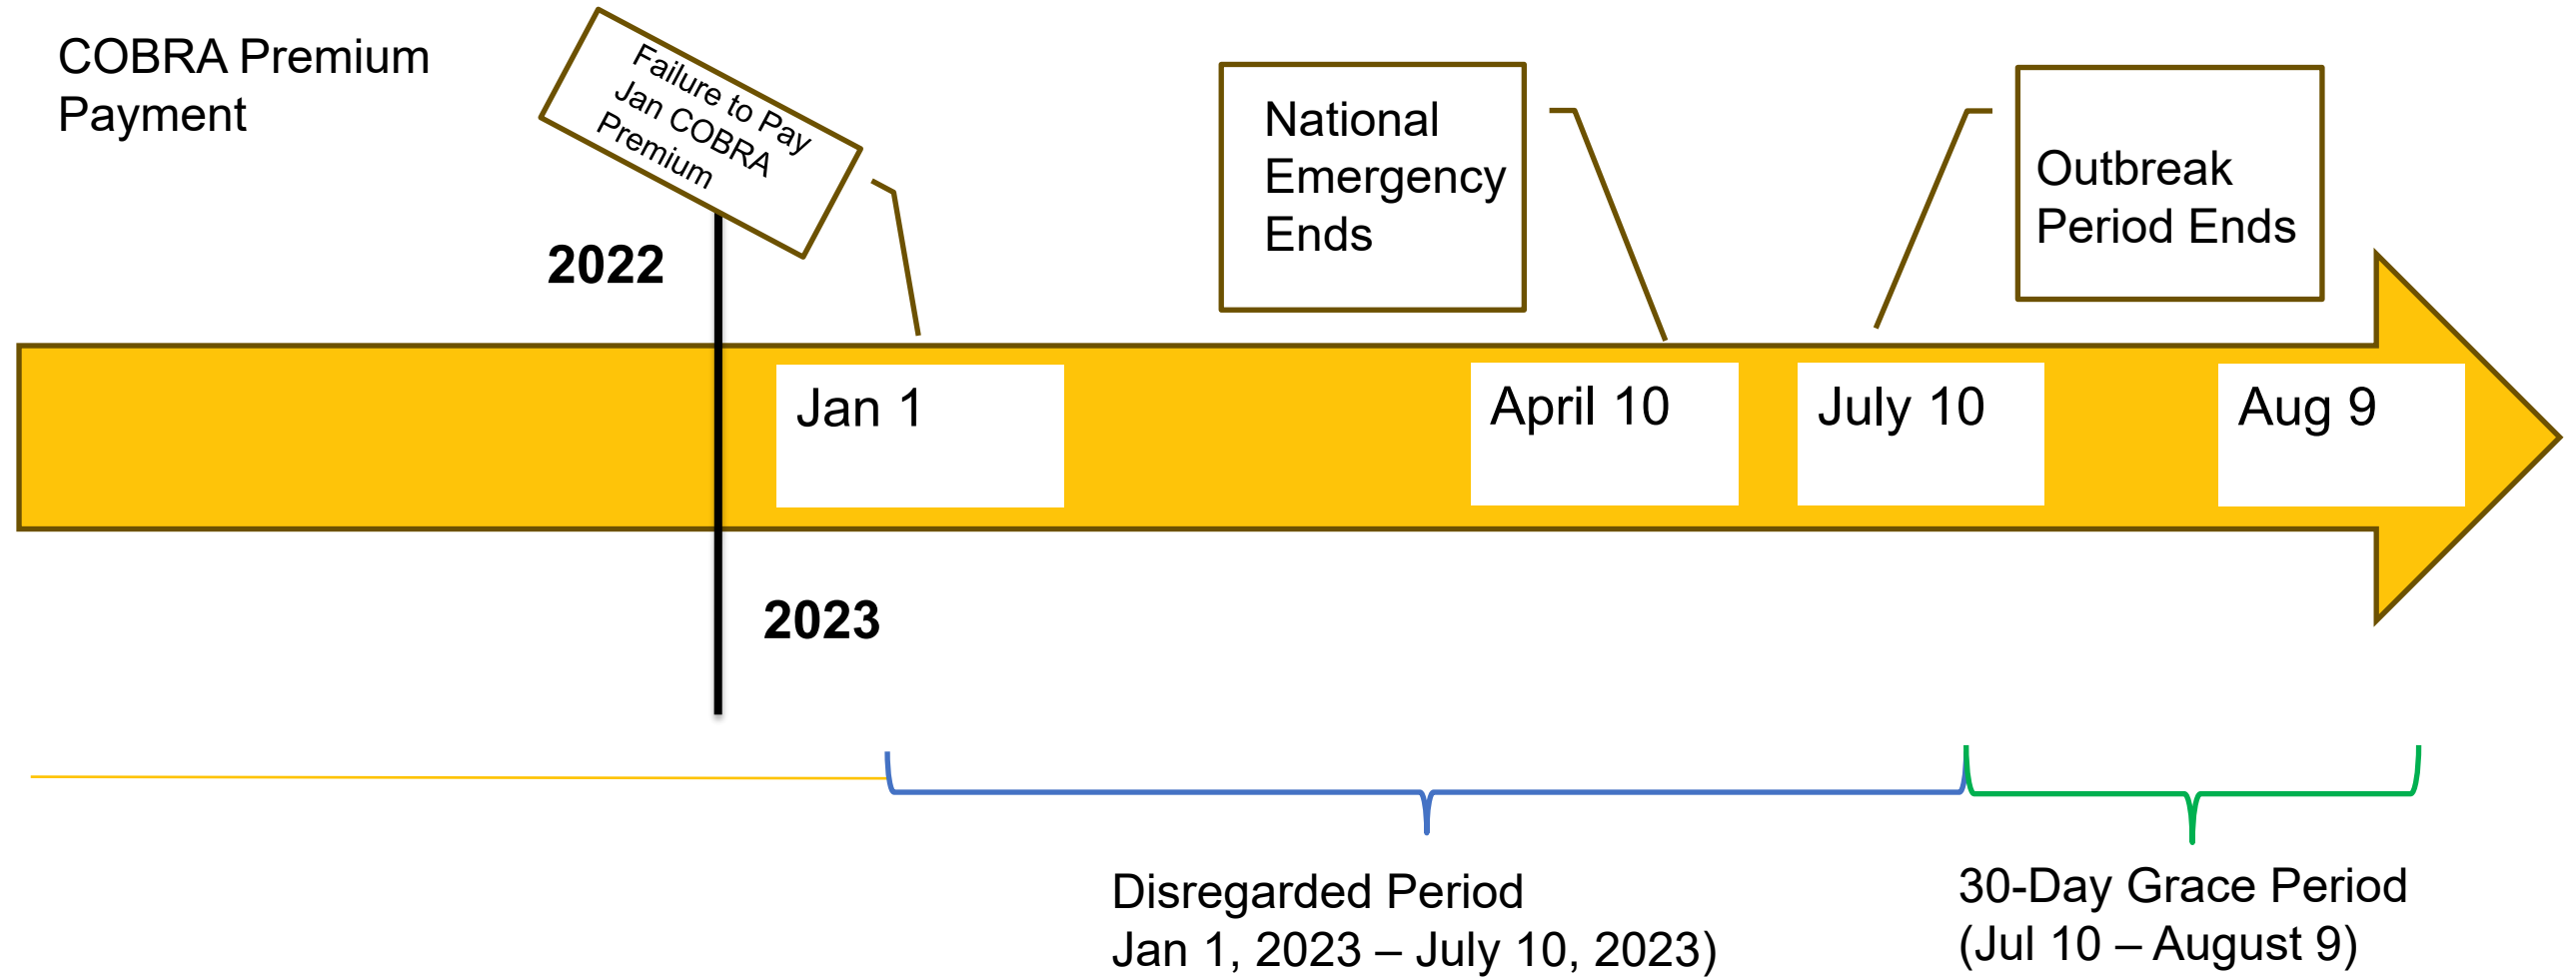 COBRA Premium
Payment
Failure to Pay
Jan COBRA
Premium
National
Emergency
Ends
Outbreak
Period Ends
2022
Jan 1
April 10
July 10
Aug 9
2023
Disregarded Period
Jan 1, 2023 – July 10, 2023)
30-Day Grace Period
(Jul 10 – August 9)